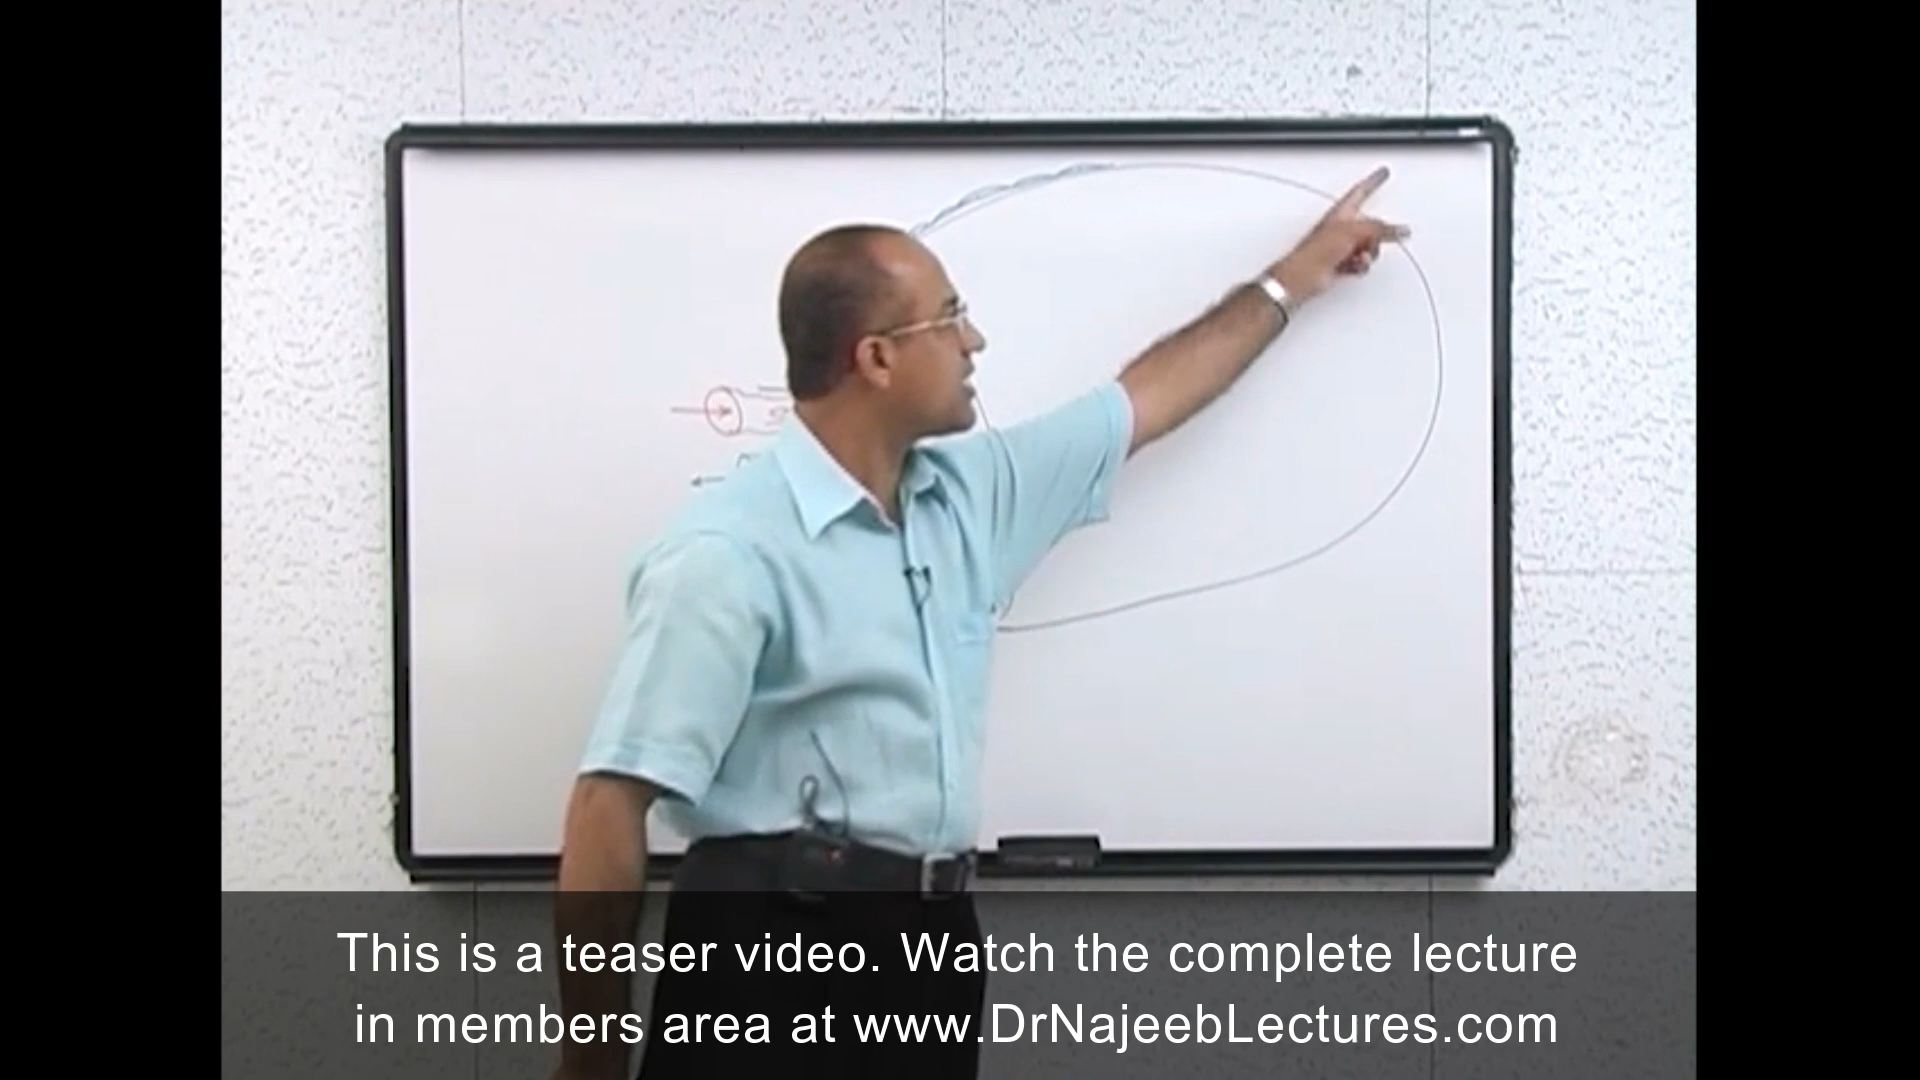 This is a teaser video. Watch the complete lecture
in members area at www.DrNajeebLectures.com